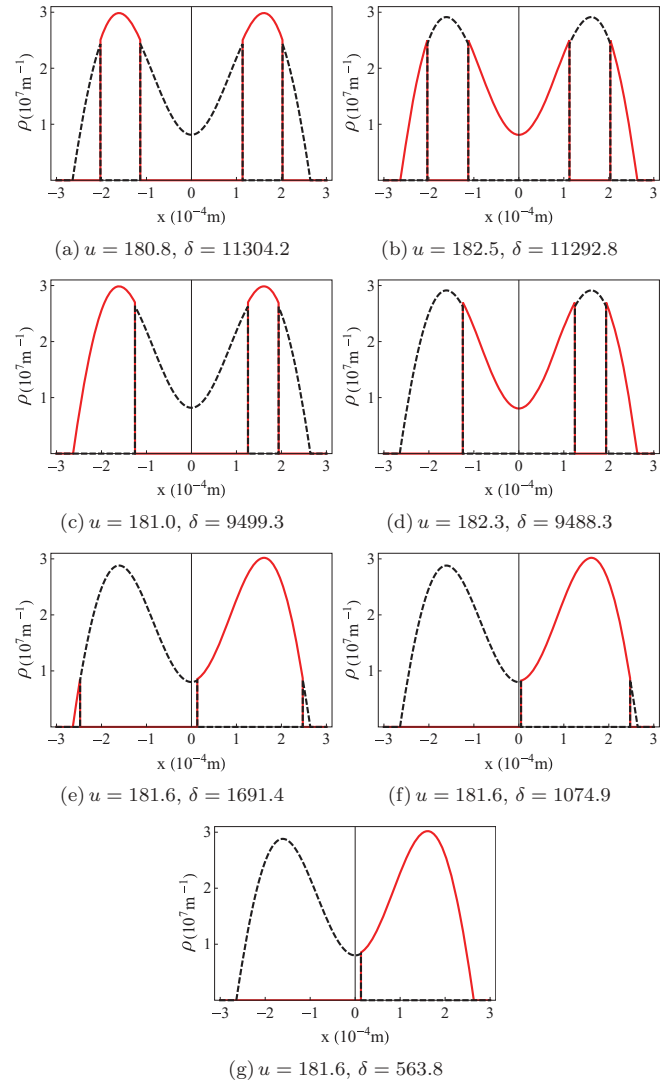 3
2
1
ρ(10⁷m⁻¹)
−3 −2 −1 0 1 2 3
x (10⁻⁴m)
(a) u = 180.8, δ = 11304.2
3
2
1
ρ(10⁷m⁻¹)
−3 −2 −1 0 1 2 3
x (10⁻⁴m)
(b) u = 182.5, δ = 11292.8
3
2
1
ρ(10⁷m⁻¹)
−3 −2 −1 0 1 2 3
x (10⁻⁴m)
(c) u = 181.0, δ = 9499.3
3
2
1
ρ(10⁷m⁻¹)
−3 −2 −1 0 1 2 3
x (10⁻⁴m)
(d) u = 182.3, δ = 9488.3
3
2
1
ρ(10⁷m⁻¹)
−3 −2 −1 0 1 2 3
x (10⁻⁴m)
(e) u = 181.6, δ = 1691.4
3
2
1
ρ(10⁷m⁻¹)
−3 −2 −1 0 1 2 3
x (10⁻⁴m)
(f) u = 181.6, δ = 1074.9
3
2
1
ρ(10⁷m⁻¹)
−3 −2 −1 0 1 2 3
x (10⁻⁴m)
(g) u = 181.6, δ = 563.8